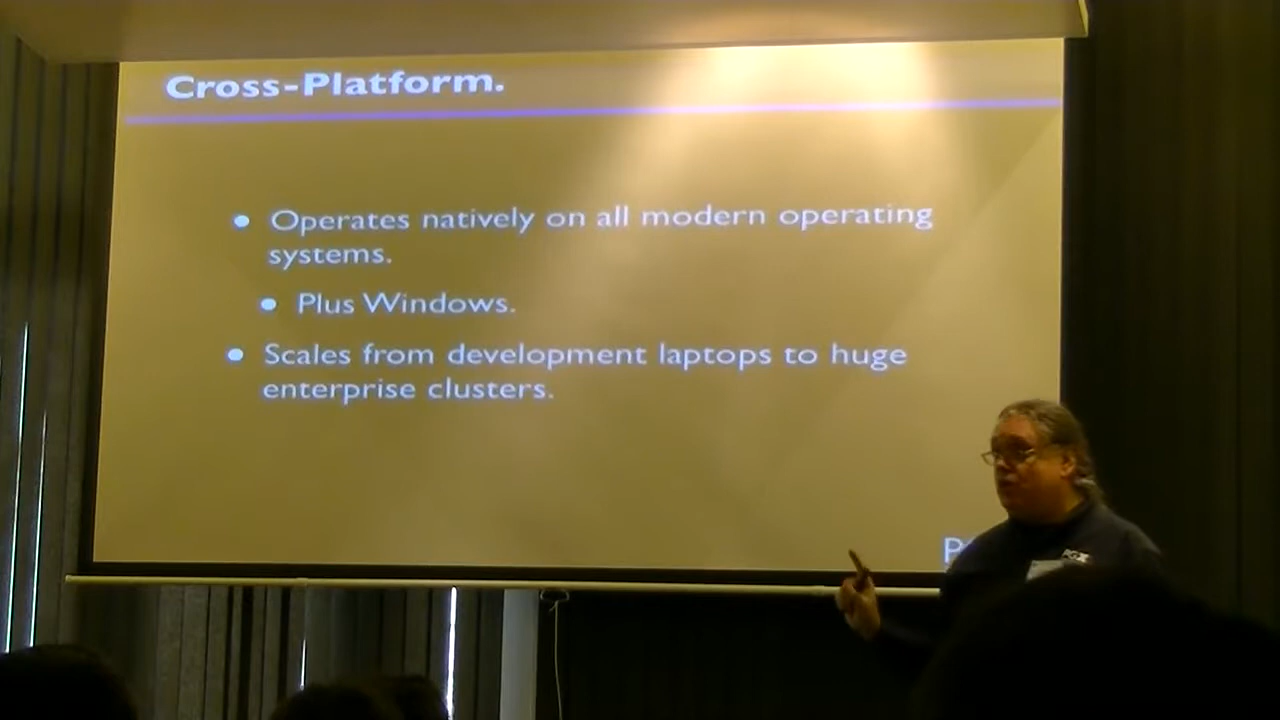 Cross-Platform.
• Operates natively on all modern operating
systems.
• Plus Windows.
• Scales from development laptops to huge
enterprise clusters.